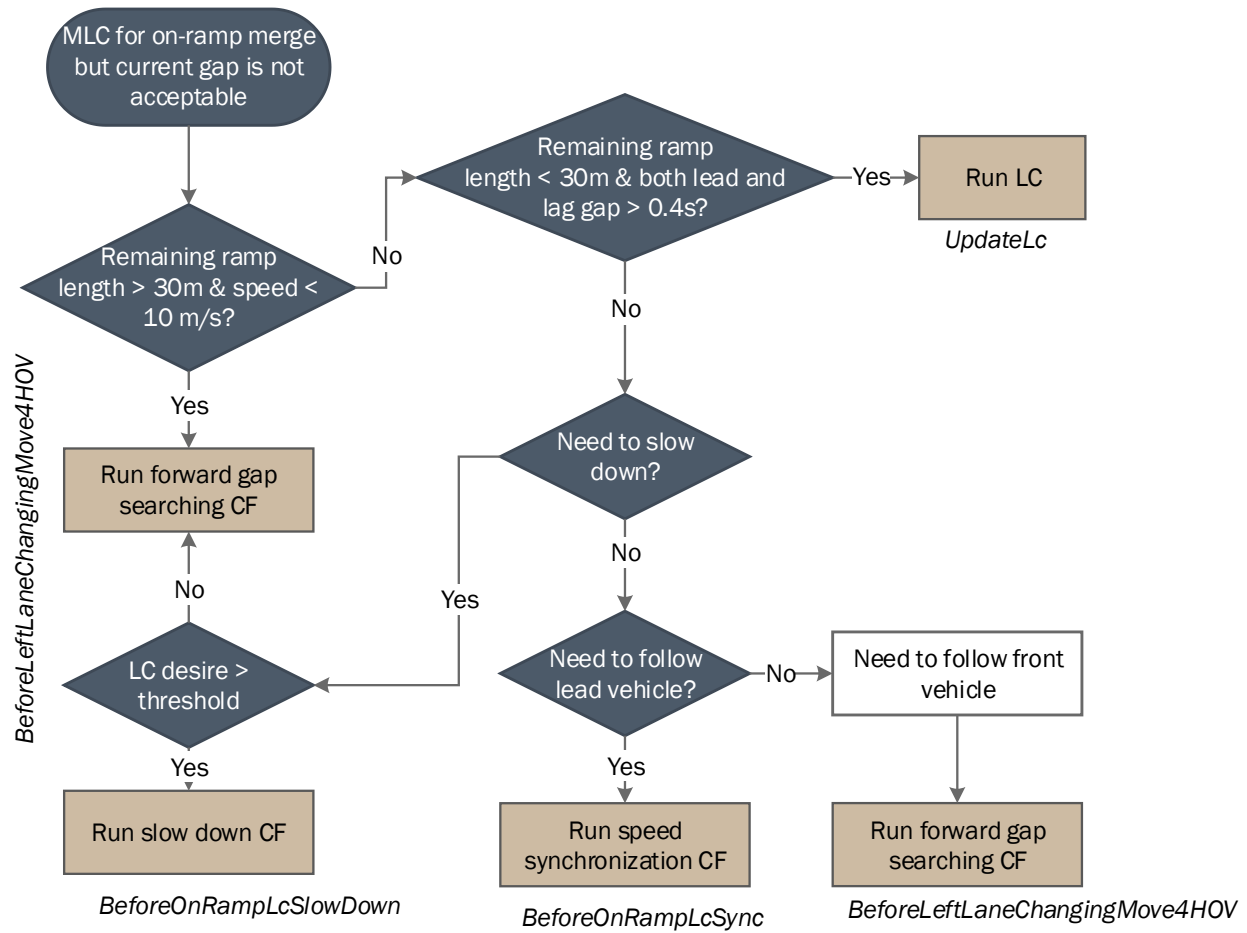 MLC for on-ramp merge
but current gap is not
acceptable
Remaining ramp
length < 30m & both lead and
lag gap > 0.4s?
Yes
Run LC
UpdateLc
No
Remaining ramp
length > 30m & speed <
10 m/s?
No
Yes
BeforeLeftLaneChangingMove4HOV
Run forward gap
searching CF
Need to slow
down?
No
No
Yes
LC desire >
threshold
Need to follow
lead vehicle?
No
Need to follow front
vehicle
Yes
Yes
Run slow down CF
Run speed
synchronization CF
Run forward gap
searching CF
BeforeOnRampLcSlowDown
BeforeOnRampLcSync
BeforeLeftLaneChangingMove4HOV